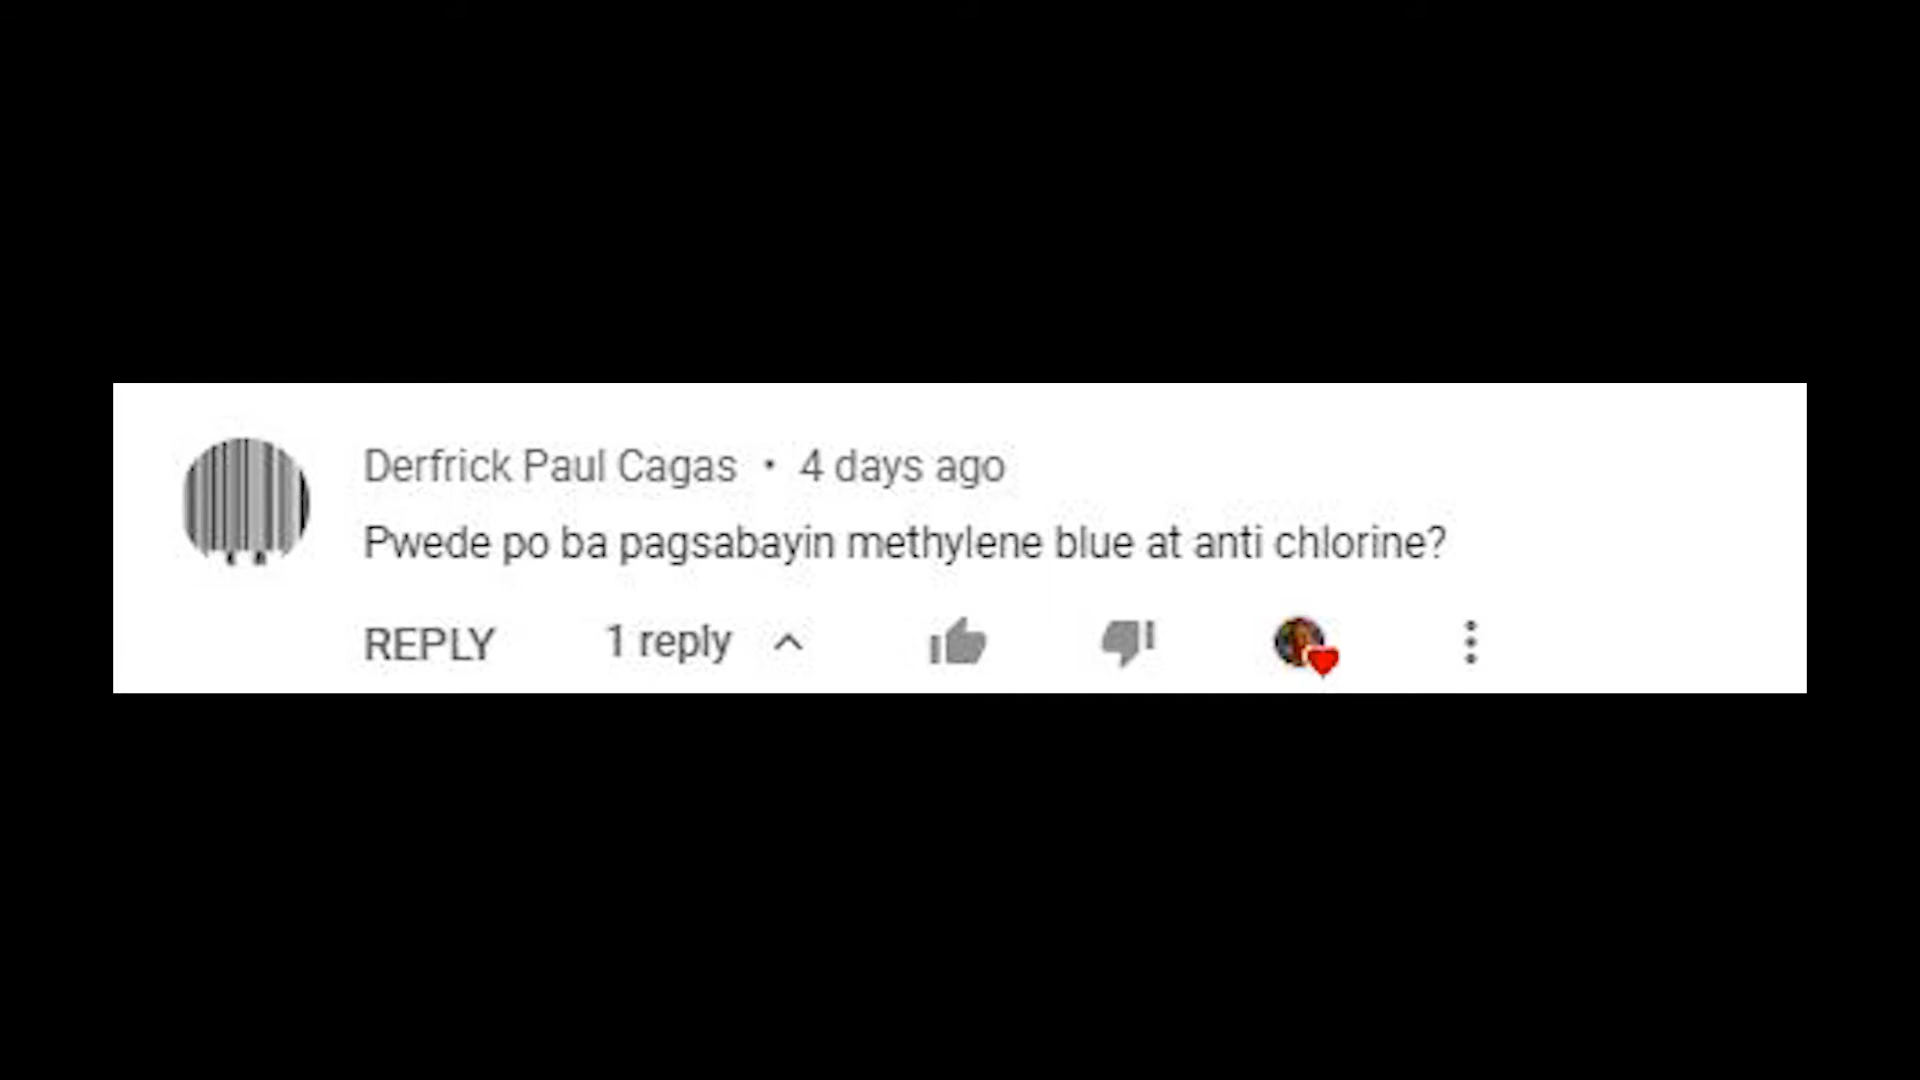 Derfrick Paul Cagas • 4 days ago
Pwede po ba pagsabayin methylene blue at anti chlorine?
REPLY 1 reply